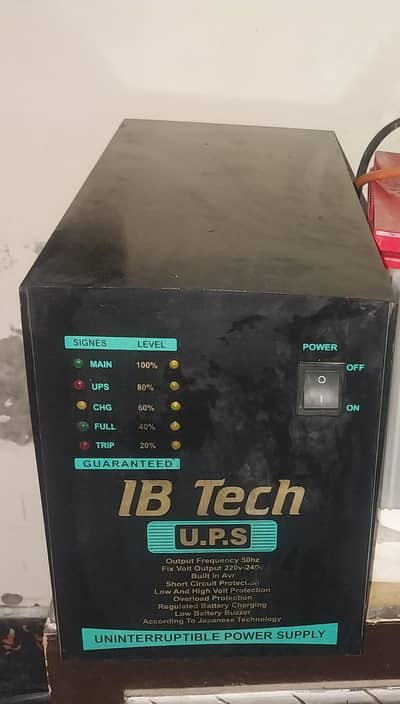 SIGNES LEVEL
MAIN 100%
UPS 80%
CHG 60%
FULL 40%
TRIP 20%
GUARANTEED
POWER
OFF
O
I
ON
IB Tech
U.P.S
Output Frequency 50hz
Fix Volt Output 220v-240v
Built In Avr
Short Circuit Protection
Low And High Volt Protection
Overload Protection
Regulated Battery Charging
Low Battery Buzzer
According To Japanese Technology
UNINTERRUPTIBLE POWER SUPPLY